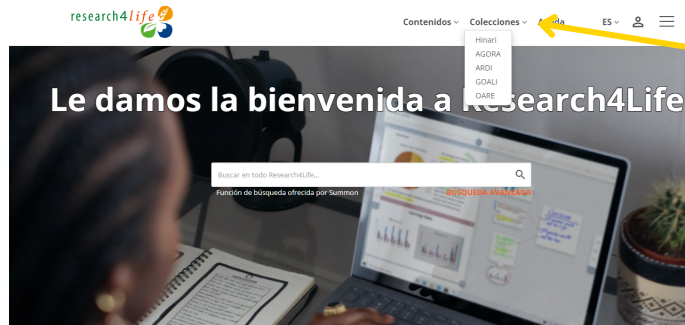 research4life
Contenidos Colecciones ES
Hinari
AGORA
ARDI
GOALI
OARE
Le damos la bienvenida a Research4Life
Buscar en todo Research4Life...
Función de búsqueda ofrecida por Summon
BÚSQUEDA AVANZADA